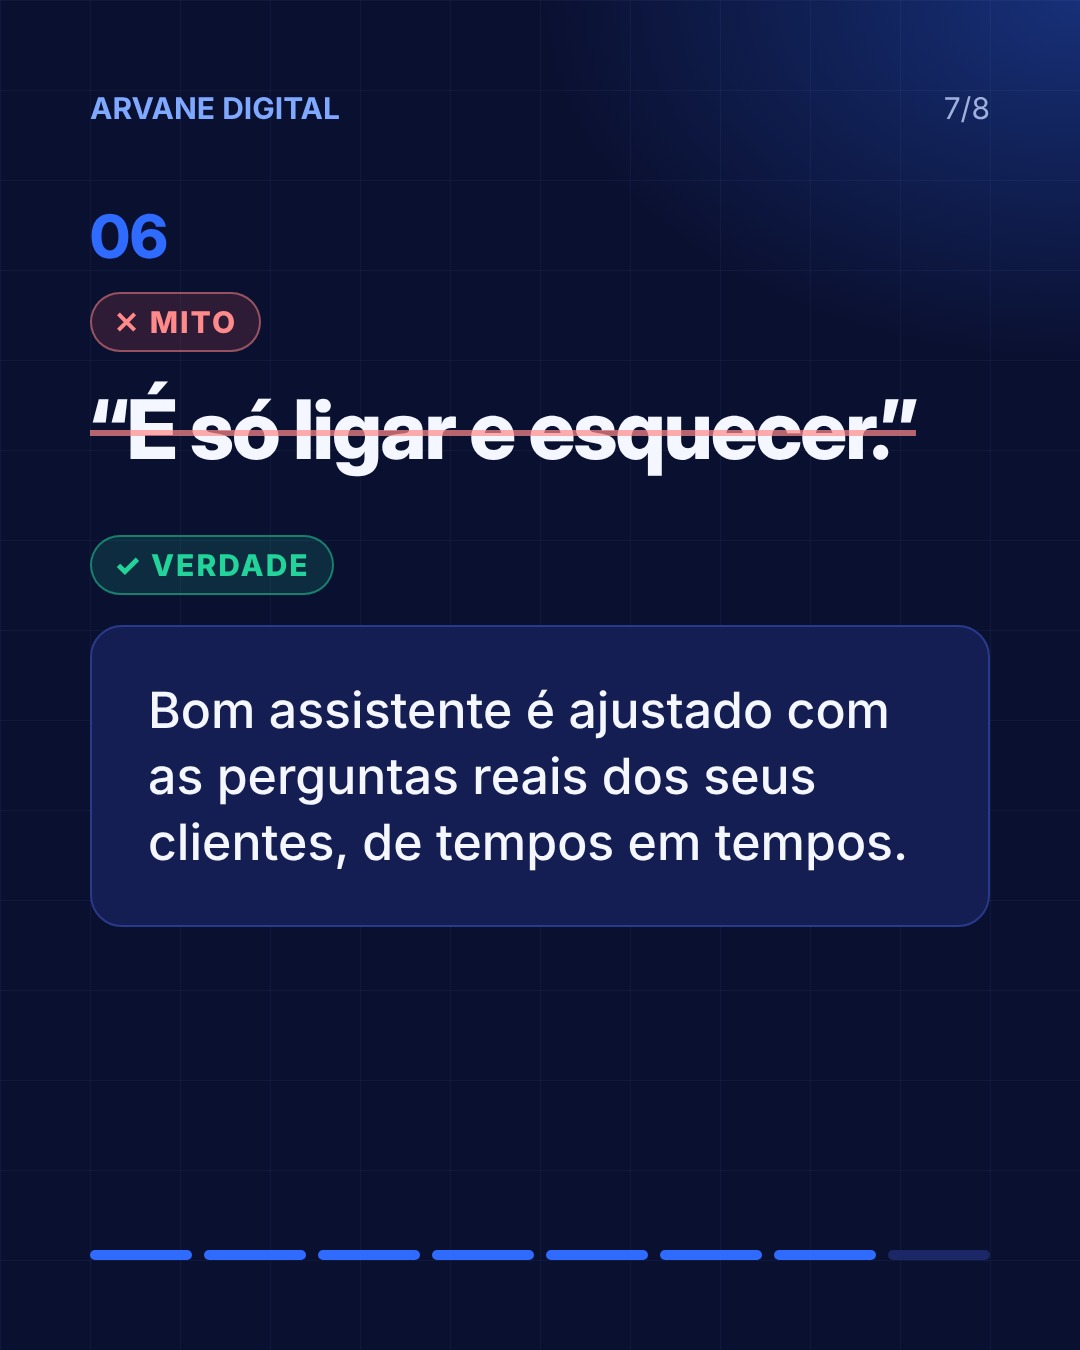 ARVANE DIGITAL
7/8
06
✕ MITO
“É só ligar e esquecer.”
✓ VERDADE
Bom assistente é ajustado com
as perguntas reais dos seus
clientes, de tempos em tempos.